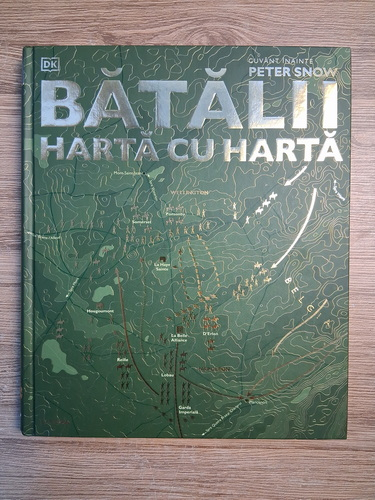 DK
CUVÂNT ÎNAINTE
PETER SNOW
BĂTĂLII
HARTĂ CU HARTĂ
WELLINGTON
La Haye
Sainte
Hougoumont
La Belle
Alliance
D'Erlon
Reille
Lobau
Garda
Imperială
BELGI